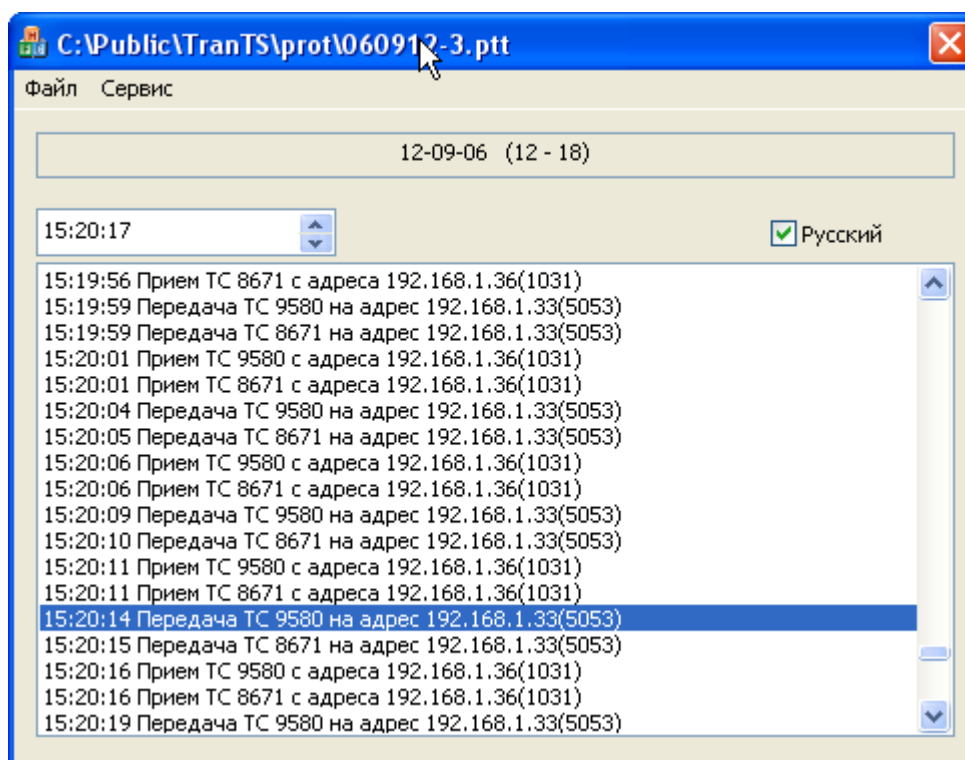 C:\Public\TranTS\prot\060912-3.ptt
Файл Сервис
12-09-06 (12 - 18)
15:20:17
Русский
15:19:56 Прием ТС 8671 с адреса 192.168.1.36(1031)
15:19:59 Передача ТС 9580 на адрес 192.168.1.33(5053)
15:19:59 Передача ТС 8671 на адрес 192.168.1.33(5053)
15:20:01 Прием ТС 9580 с адреса 192.168.1.36(1031)
15:20:01 Прием ТС 8671 с адреса 192.168.1.36(1031)
15:20:04 Передача ТС 9580 на адрес 192.168.1.33(5053)
15:20:05 Передача ТС 8671 на адрес 192.168.1.33(5053)
15:20:06 Прием ТС 9580 с адреса 192.168.1.36(1031)
15:20:06 Прием ТС 8671 с адреса 192.168.1.36(1031)
15:20:09 Передача ТС 9580 на адрес 192.168.1.33(5053)
15:20:10 Передача ТС 8671 на адрес 192.168.1.33(5053)
15:20:11 Прием ТС 9580 с адреса 192.168.1.36(1031)
15:20:11 Прием ТС 8671 с адреса 192.168.1.36(1031)
15:20:14 Передача ТС 9580 на адрес 192.168.1.33(5053)
15:20:15 Передача ТС 8671 на адрес 192.168.1.33(5053)
15:20:16 Прием ТС 9580 с адреса 192.168.1.36(1031)
15:20:16 Прием ТС 8671 с адреса 192.168.1.36(1031)
15:20:19 Передача ТС 9580 на адрес 192.168.1.33(5053)